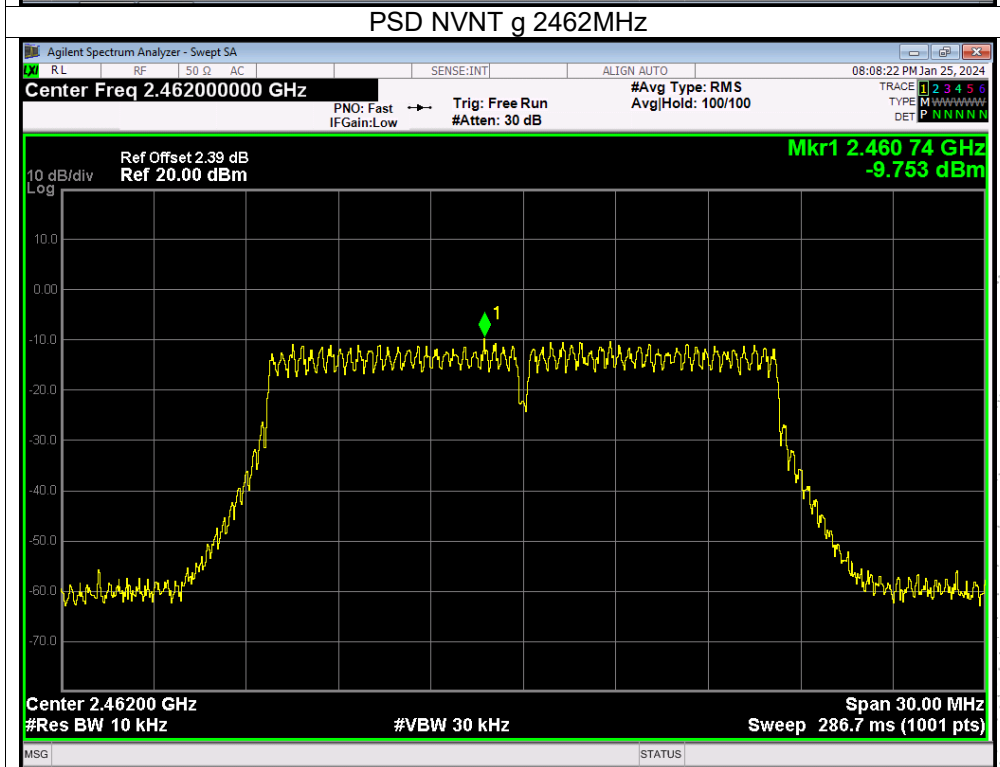 PSD NVNT g 2462MHz
Agilent Spectrum Analyzer - Swept SA
LXI RL RF 50 Ω AC SENSE:INT ALIGN AUTO 08:08:22 PM Jan 25, 2024
Center Freq 2.462000000 GHz #Avg Type: RMS TRACE 1 2 3 4 5 6
PNO: Fast Trig: Free Run Avg|Hold: 100/100 TYPE M WWWWW
IFGain:Low #Atten: 30 dB DET P N N N N N
Mkr1 2.460 74 GHz
-9.753 dBm
Ref Offset 2.39 dB
10 dB/div Ref 20.00 dBm
Log
10.0
0.00
1
-10.0
-20.0
-30.0
-40.0
-50.0
-60.0
-70.0
Center 2.46200 GHz Span 30.00 MHz
#Res BW 10 kHz #VBW 30 kHz Sweep 286.7 ms (1001 pts)
MSG STATUS